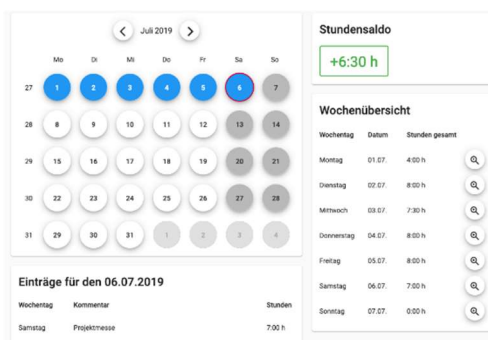 Juli 2019
Mo Di Mi Do Fr Sa So
27 1 2 3 4 5 6 7
28 8 9 10 11 12 13 14
29 15 16 17 18 19 20 21
30 22 23 24 25 26 27 28
31 29 30 31 1 2 3 4
Einträge für den 06.07.2019
Wochentag Kommentar Stunden
Samstag Projektmesse 7:00 h
Stundensaldo
+6:30 h
Wochenübersicht
Wochentag Datum Stunden gesamt
Montag 01.07. 4:00 h
Dienstag 02.07. 8:00 h
Mittwoch 03.07. 7:30 h
Donnerstag 04.07. 8:00 h
Freitag 05.07. 8:00 h
Samstag 06.07. 7:00 h
Sonntag 07.07. 0:00 h